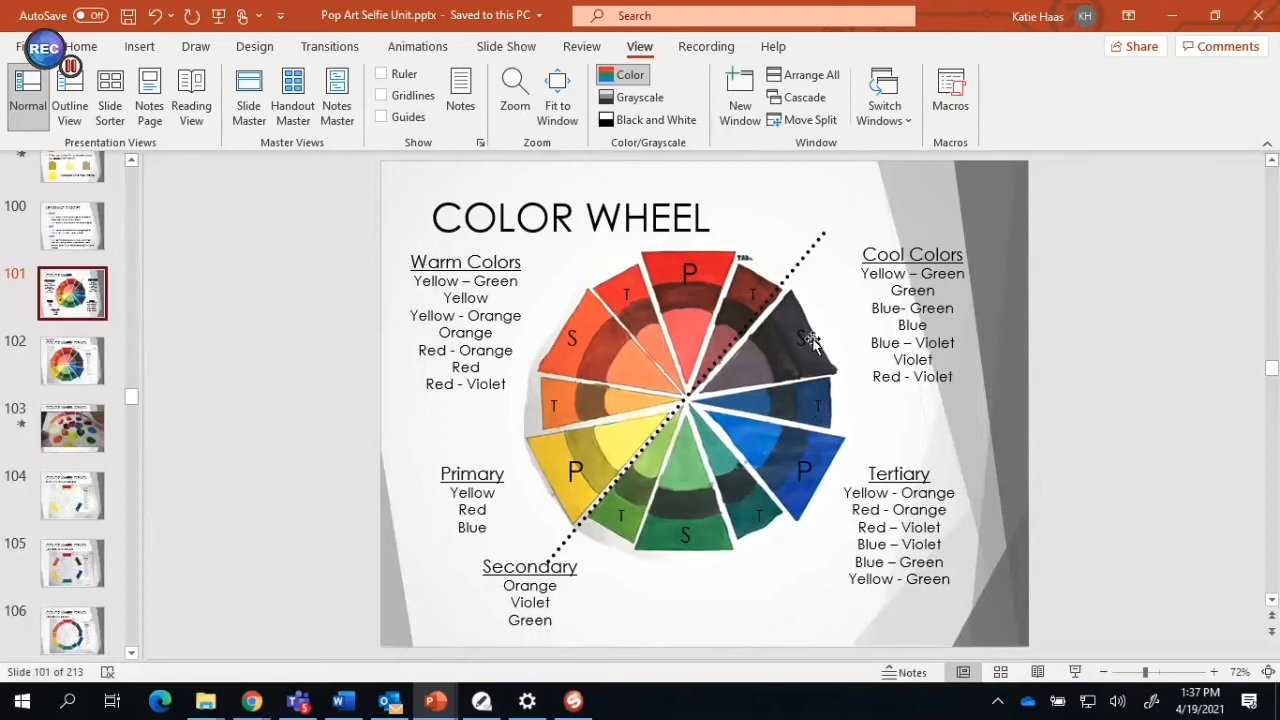 AutoSave Off Pop Art Selfie Unit.pptx - Saved to this PC Search Katie Haas KH
REC Home Insert Draw Design Transitions Animations Slide Show Review View Recording Help Share Comments
Normal Outline View Slide Sorter Notes Page Reading View
Slide Master Handout Master Notes Master
Ruler
Gridlines
Guides
Notes
Zoom Fit to Window
Color
Grayscale
Black and White
New Window
Arrange All
Cascade
Move Split
Switch Windows
Macros
Presentation Views Master Views Show Zoom Color/Grayscale Window Macros
100
101
102
103
104
105
106
COLOR WHEEL
Warm Colors
Yellow – Green
Yellow
Yellow - Orange
Orange
Red - Orange
Red
Red - Violet
Cool Colors
Yellow – Green
Green
Blue- Green
Blue
Blue – Violet
Violet
Red - Violet
P
T
T
S
S
T
T
P
P
T
T
S
Primary
Yellow
Red
Blue
Secondary
Orange
Violet
Green
Tertiary
Yellow - Orange
Red - Orange
Red – Violet
Blue – Violet
Blue – Green
Yellow - Green
Slide 101 of 213 Notes 72%
1:37 PM
4/19/2021